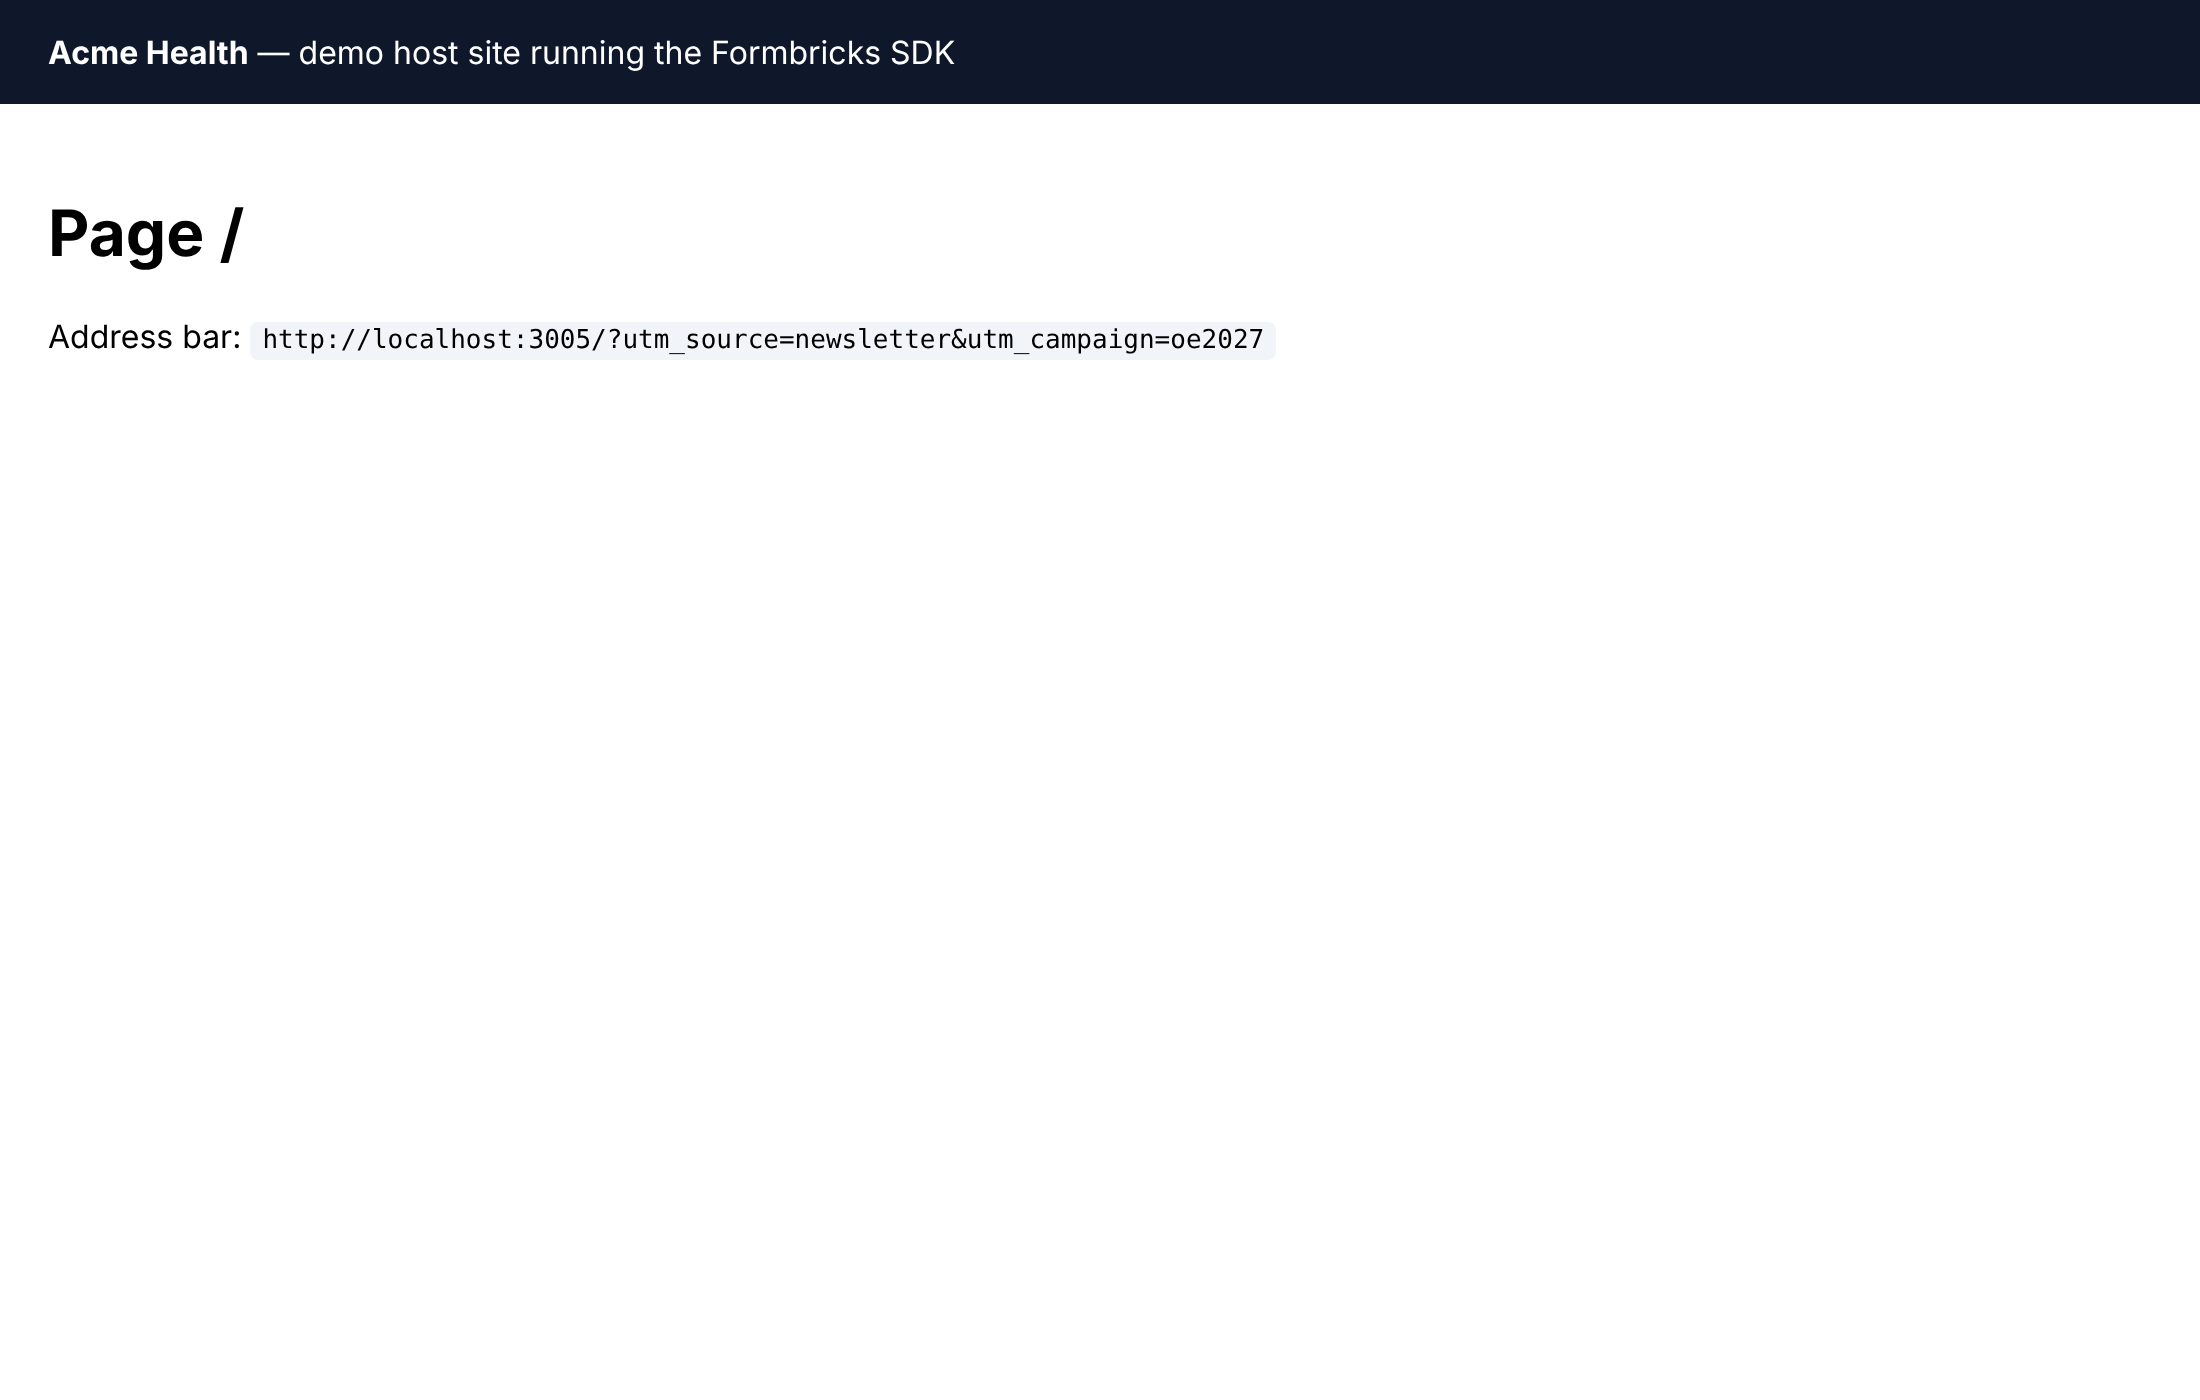 Acme Health — demo host site running the Formbricks SDK
Page /
Address bar: http://localhost:3005/?utm_source=newsletter&utm_campaign=oe2027